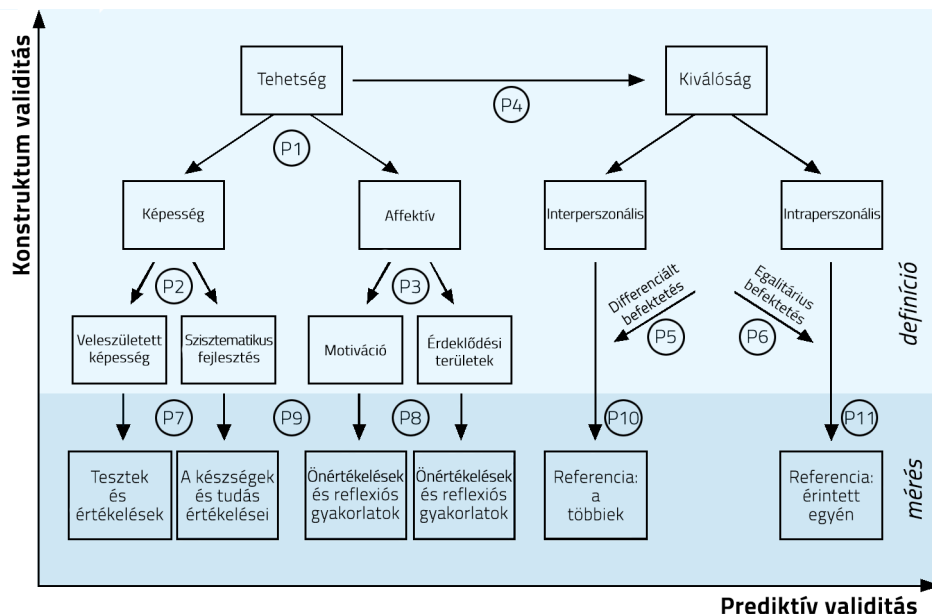 Konstruktum validitás
Tehetség
Kiválóság
P4
P1
Képesség
Affektív
Interperszonális
Intraperszonális
P2
P3
Differenciált
befektetés
P5
Egalitárius
befektetés
P6
definíció
Veleszületett
képesség
Szisztematikus
fejlesztés
Motiváció
Érdeklődési
területek
P7
P9
P8
P10
P11
Tesztek
és
értékelések
A készségek
és tudás
értékelései
Önértékelések
és reflexiós
gyakorlatok
Önértékelések
és reflexiós
gyakorlatok
Referencia:
a
többiek
Referencia:
érintett
egyén
mérés
Prediktív validitás